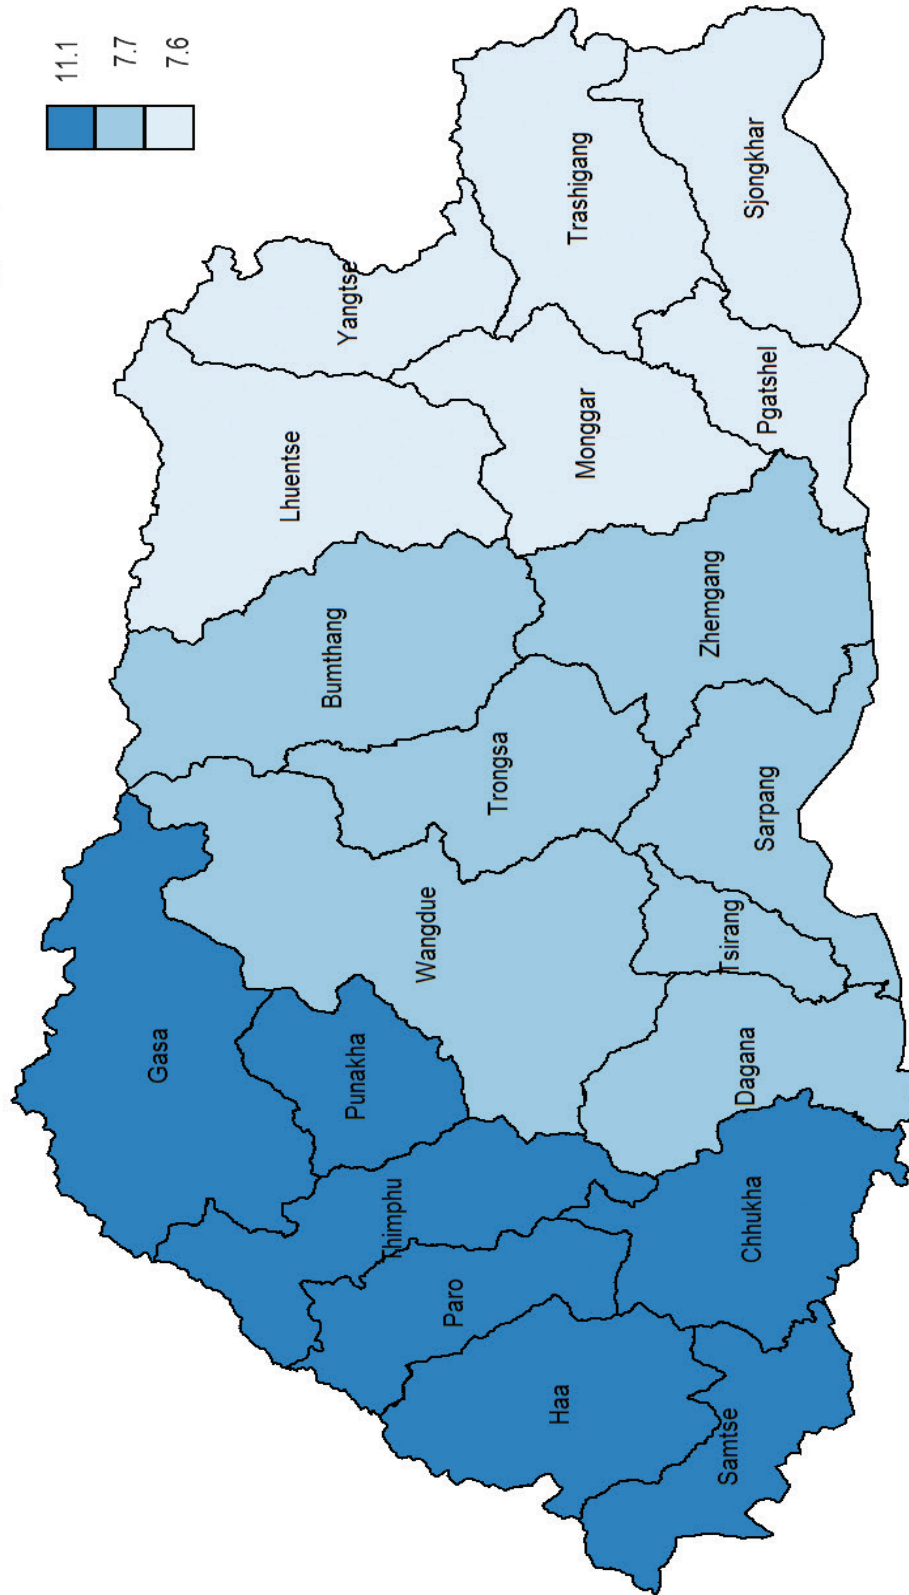 11.1
7.7
7.6
Gasa
Punakha
Thimphu
Paro
Haa
Samtse
Chhukha
Dagana
Tsirang
Wangdue
Trongsa
Sarpang
Bumthang
Zhemgang
Lhuentse
Yangtse
Monggar
Trashigang
Pgatshel
Sjongkhar